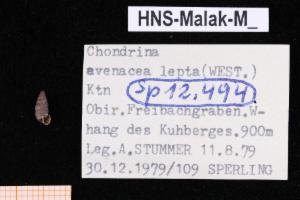 HNS-Malak-M_
Chondrina
avenacea lepta(WEST.)
Ktn sp12.494
Obir,Freibachgraben,W-
hang des Kuhberges,900m
Leg.A.STUMMER 11.8.79
30.12.1979/109 SPERLING